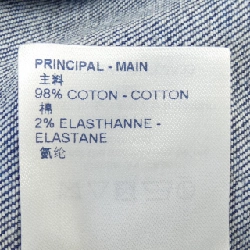 PRINCIPAL - MAIN
主料
98% COTON - COTTON
棉
2% ELASTHANNE -
ELASTANE
氨纶